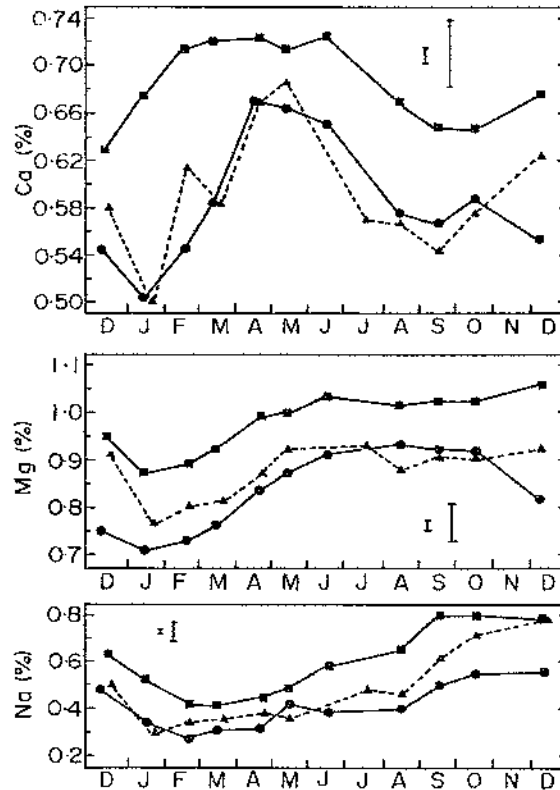 0·74
0·70
0·66
0·62
0·58
0·54
0·50
Ca (%)
D J F M A M J J A S O N D
1·1
1·0
0·9
0·8
0·7
Mg (%)
D J F M A M J J A S O N D
0·8
0·6
0·4
0·2
Na (%)
D J F M A M J J A S O N D